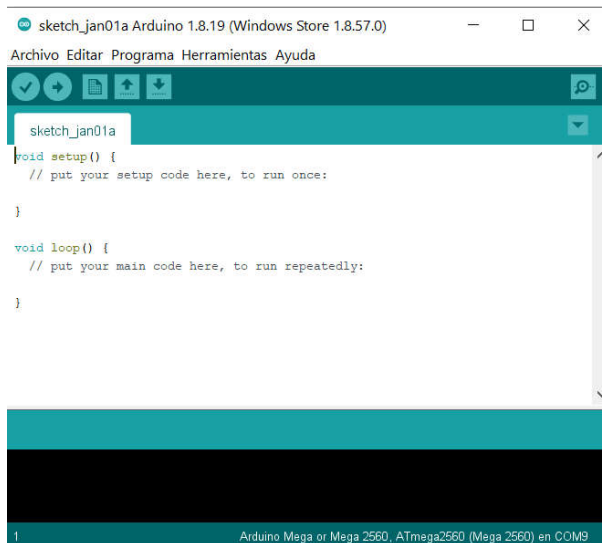 sketch_jan01a Arduino 1.8.19 (Windows Store 1.8.57.0)
Archivo Editar Programa Herramientas Ayuda
sketch_jan01a
void setup() {
  // put your setup code here, to run once:
}
void loop() {
  // put your main code here, to run repeatedly:
}
1 Arduino Mega or Mega 2560, ATmega2560 (Mega 2560) en COM9